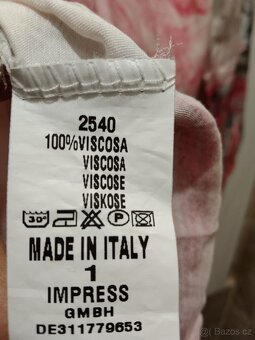 2540
100%VISCOSA
VISCOSA
VISCOSE
VISKOSE
30° P
MADE IN ITALY
1
IMPRESS
GMBH
DE311779653
© Bazos.cz